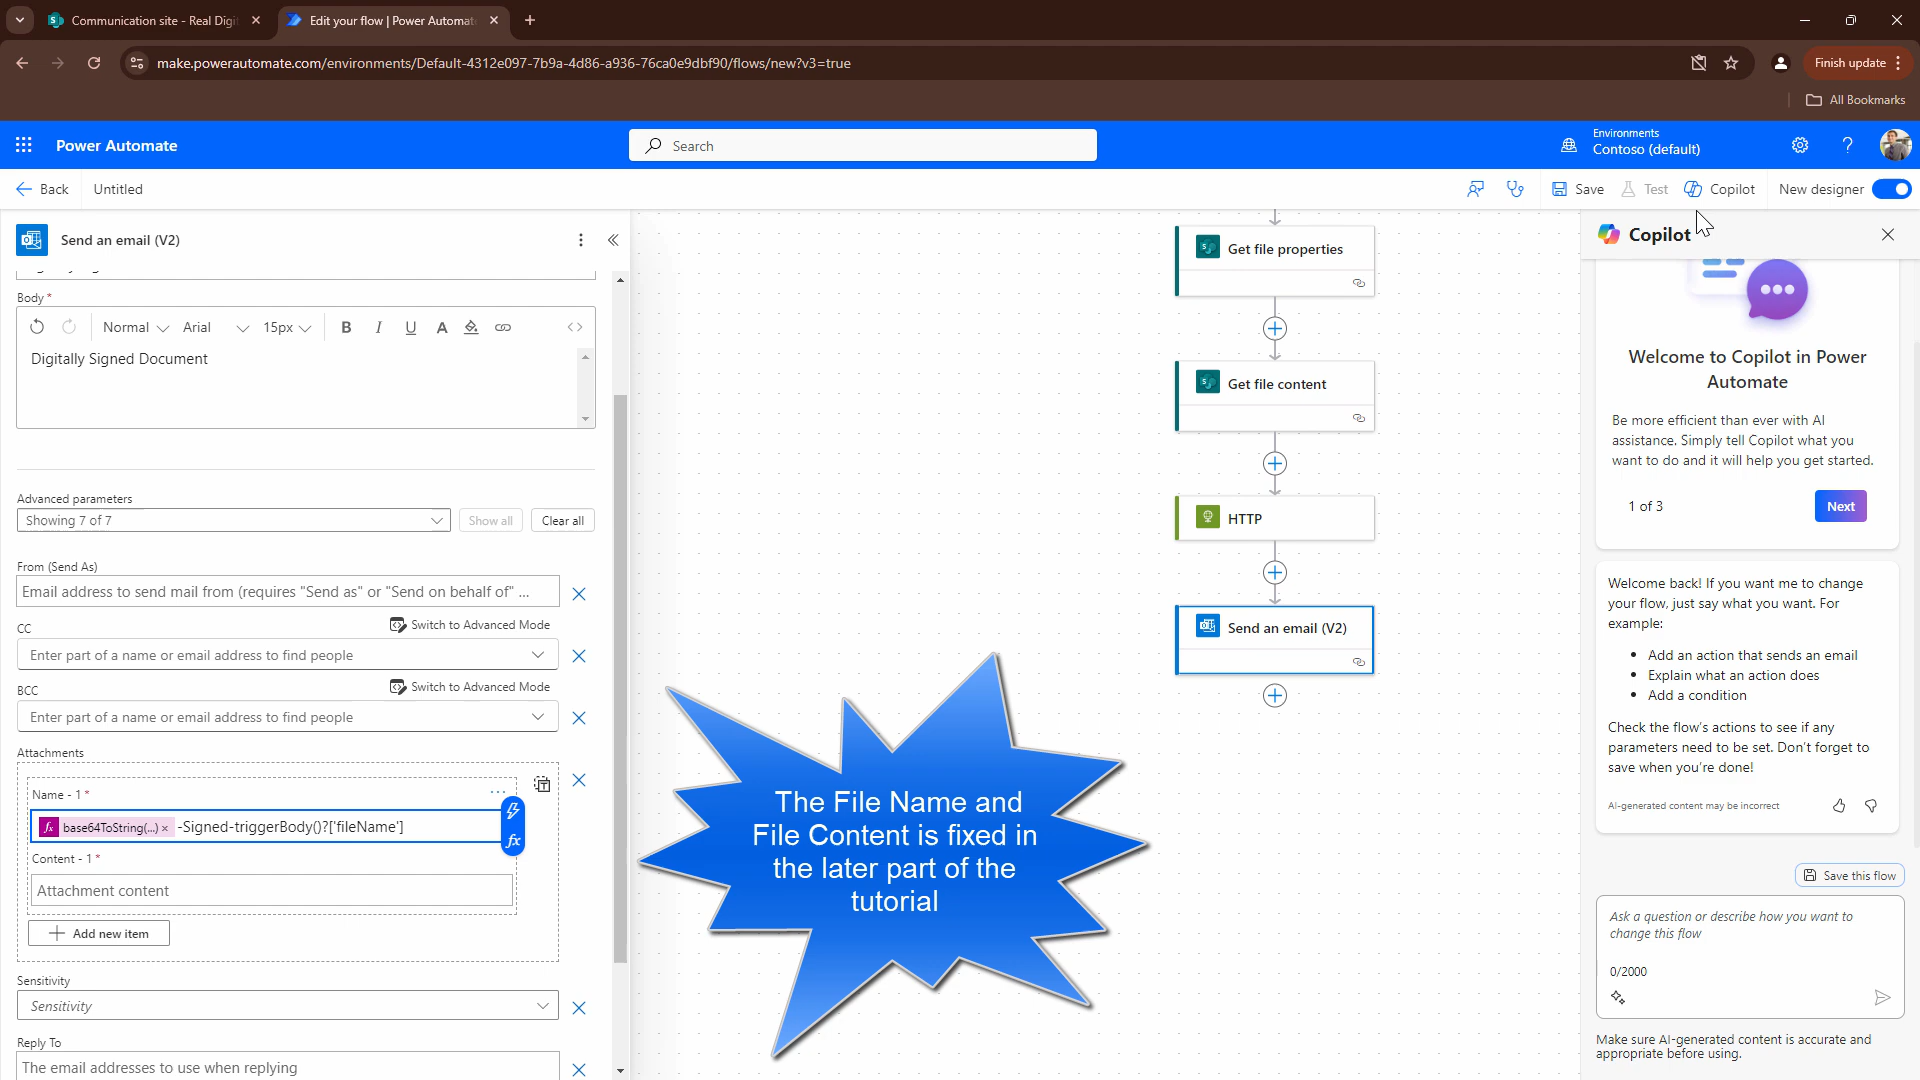 Communication site - Real Digi
Edit your flow | Power Automate
make.powerautomate.com/environments/Default-4312e097-7b9a-4d86-a936-76ca0e9dbf90/flows/new?v3=true
Finish update
All Bookmarks
Power Automate
Search
Environments
Contoso (default)
Back
Untitled
Save
Test
Copilot
New designer
Send an email (V2)
Body *
Normal
Arial
15px
B
I
U
A
Digitally Signed Document
Advanced parameters
Showing 7 of 7
Show all
Clear all
From (Send As)
Email address to send mail from (requires "Send as" or "Send on behalf of" ...
Switch to Advanced Mode
CC
Enter part of a name or email address to find people
Switch to Advanced Mode
BCC
Enter part of a name or email address to find people
Attachments
Name - 1 *
fx base64ToString(...) × -Signed-triggerBody()?['fileName']
fx
Content - 1 *
Attachment content
Add new item
Sensitivity
Sensitivity
Reply To
The email addresses to use when replying
Get file properties
Get file content
HTTP
Send an email (V2)
The File Name and
File Content is fixed in
the later part of the
tutorial
Copilot
Welcome to Copilot in Power
Automate
Be more efficient than ever with AI
assistance. Simply tell Copilot what you
want to do and it will help you get started.
1 of 3
Next
Welcome back! If you want me to change
your flow, just say what you want. For
example:
• Add an action that sends an email
• Explain what an action does
• Add a condition
Check the flow's actions to see if any
parameters need to be set. Don't forget to
save when you're done!
AI-generated content may be incorrect
Save this flow
Ask a question or describe how you want to
change this flow
0/2000
Make sure AI-generated content is accurate and
appropriate before using.